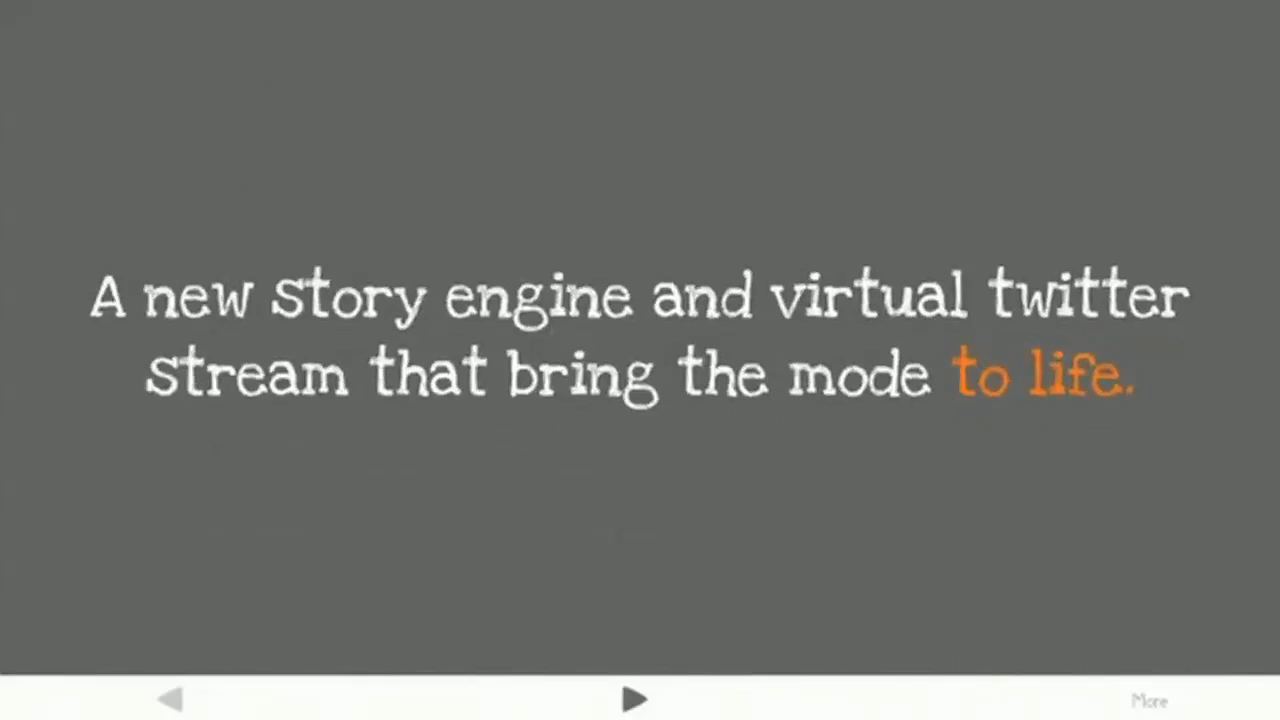 A new story engine and virtual twitter
stream that bring the mode to life.
More